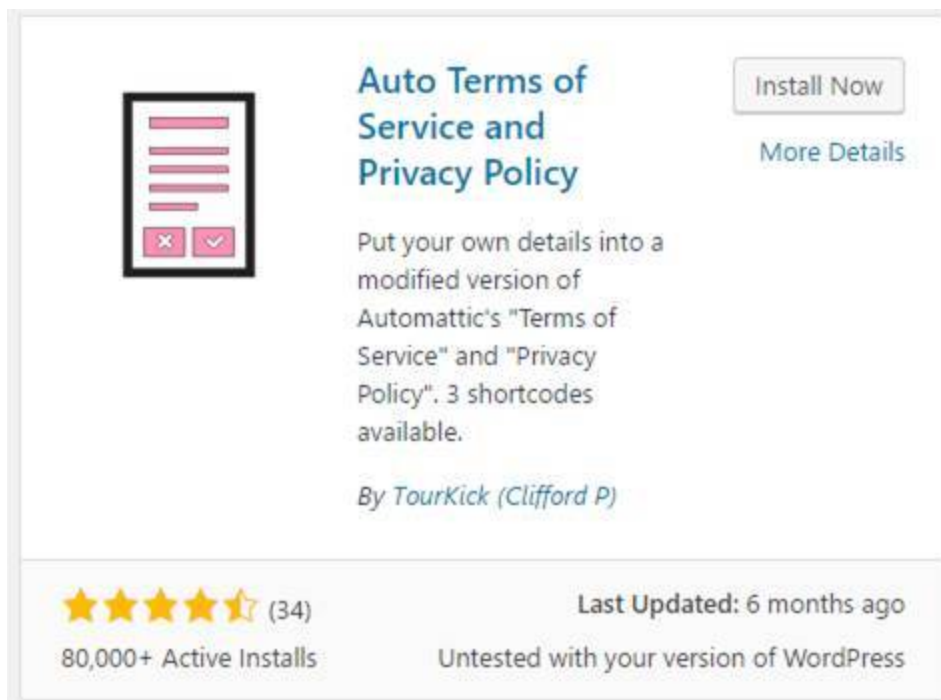 Auto Terms of
Service and
Privacy Policy
Install Now
More Details
Put your own details into a
modified version of
Automattic's "Terms of
Service" and "Privacy
Policy". 3 shortcodes
available.
By TourKick (Clifford P)
(34)
Last Updated: 6 months ago
80,000+ Active Installs
Untested with your version of WordPress